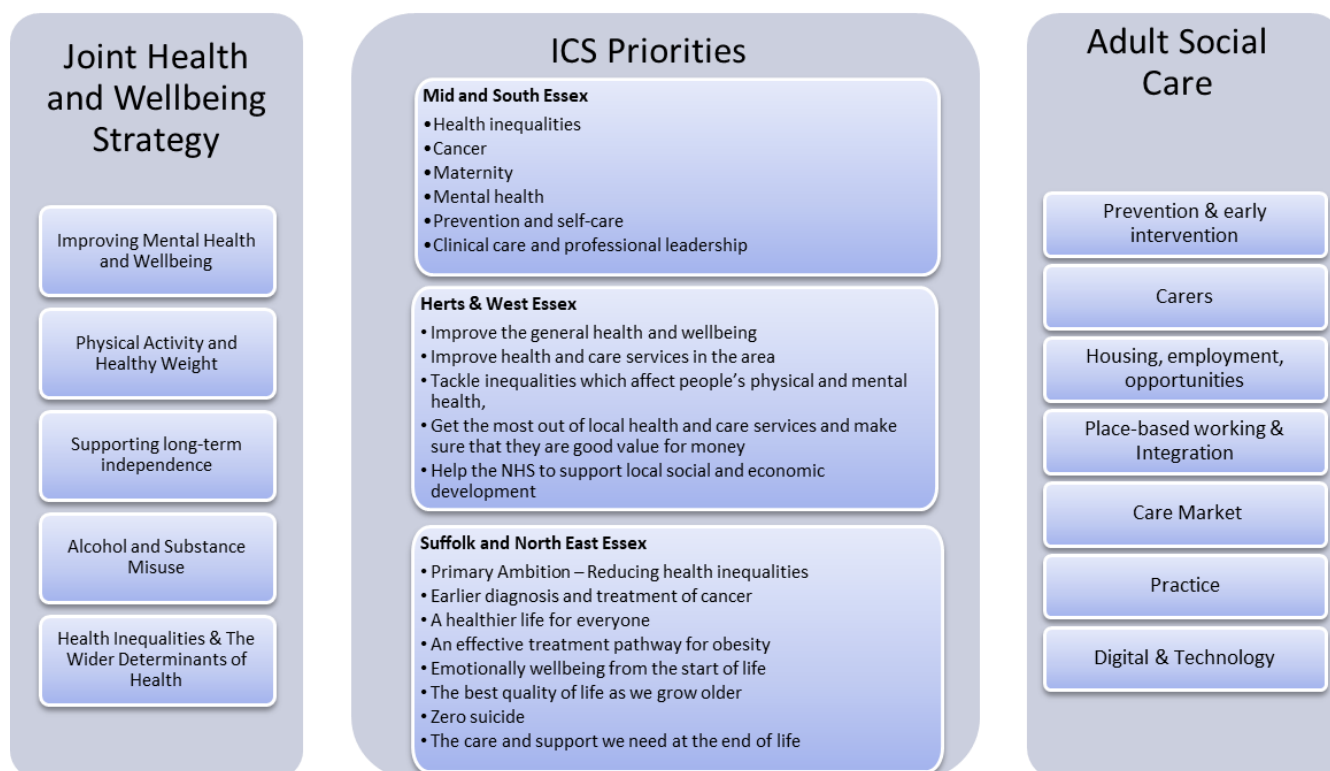 Joint Health
and Wellbeing
Strategy
Improving Mental Health
and Wellbeing
Physical Activity and
Healthy Weight
Supporting long-term
independence
Alcohol and Substance
Misuse
Health Inequalities & The
Wider Determinants of
Health
ICS Priorities
Mid and South Essex
•Health inequalities
•Cancer
•Maternity
•Mental health
•Prevention and self-care
•Clinical care and professional leadership
Herts & West Essex
• Improve the general health and wellbeing
• Improve health and care services in the area
• Tackle inequalities which affect people’s physical and mental
health,
• Get the most out of local health and care services and make
sure that they are good value for money
• Help the NHS to support local social and economic
development
Suffolk and North East Essex
• Primary Ambition – Reducing health inequalities
• Earlier diagnosis and treatment of cancer
• A healthier life for everyone
• An effective treatment pathway for obesity
• Emotionally wellbeing from the start of life
• The best quality of life as we grow older
• Zero suicide
• The care and support we need at the end of life
Adult Social
Care
Prevention & early
intervention
Carers
Housing, employment,
opportunities
Place-based working &
Integration
Care Market
Practice
Digital & Technology